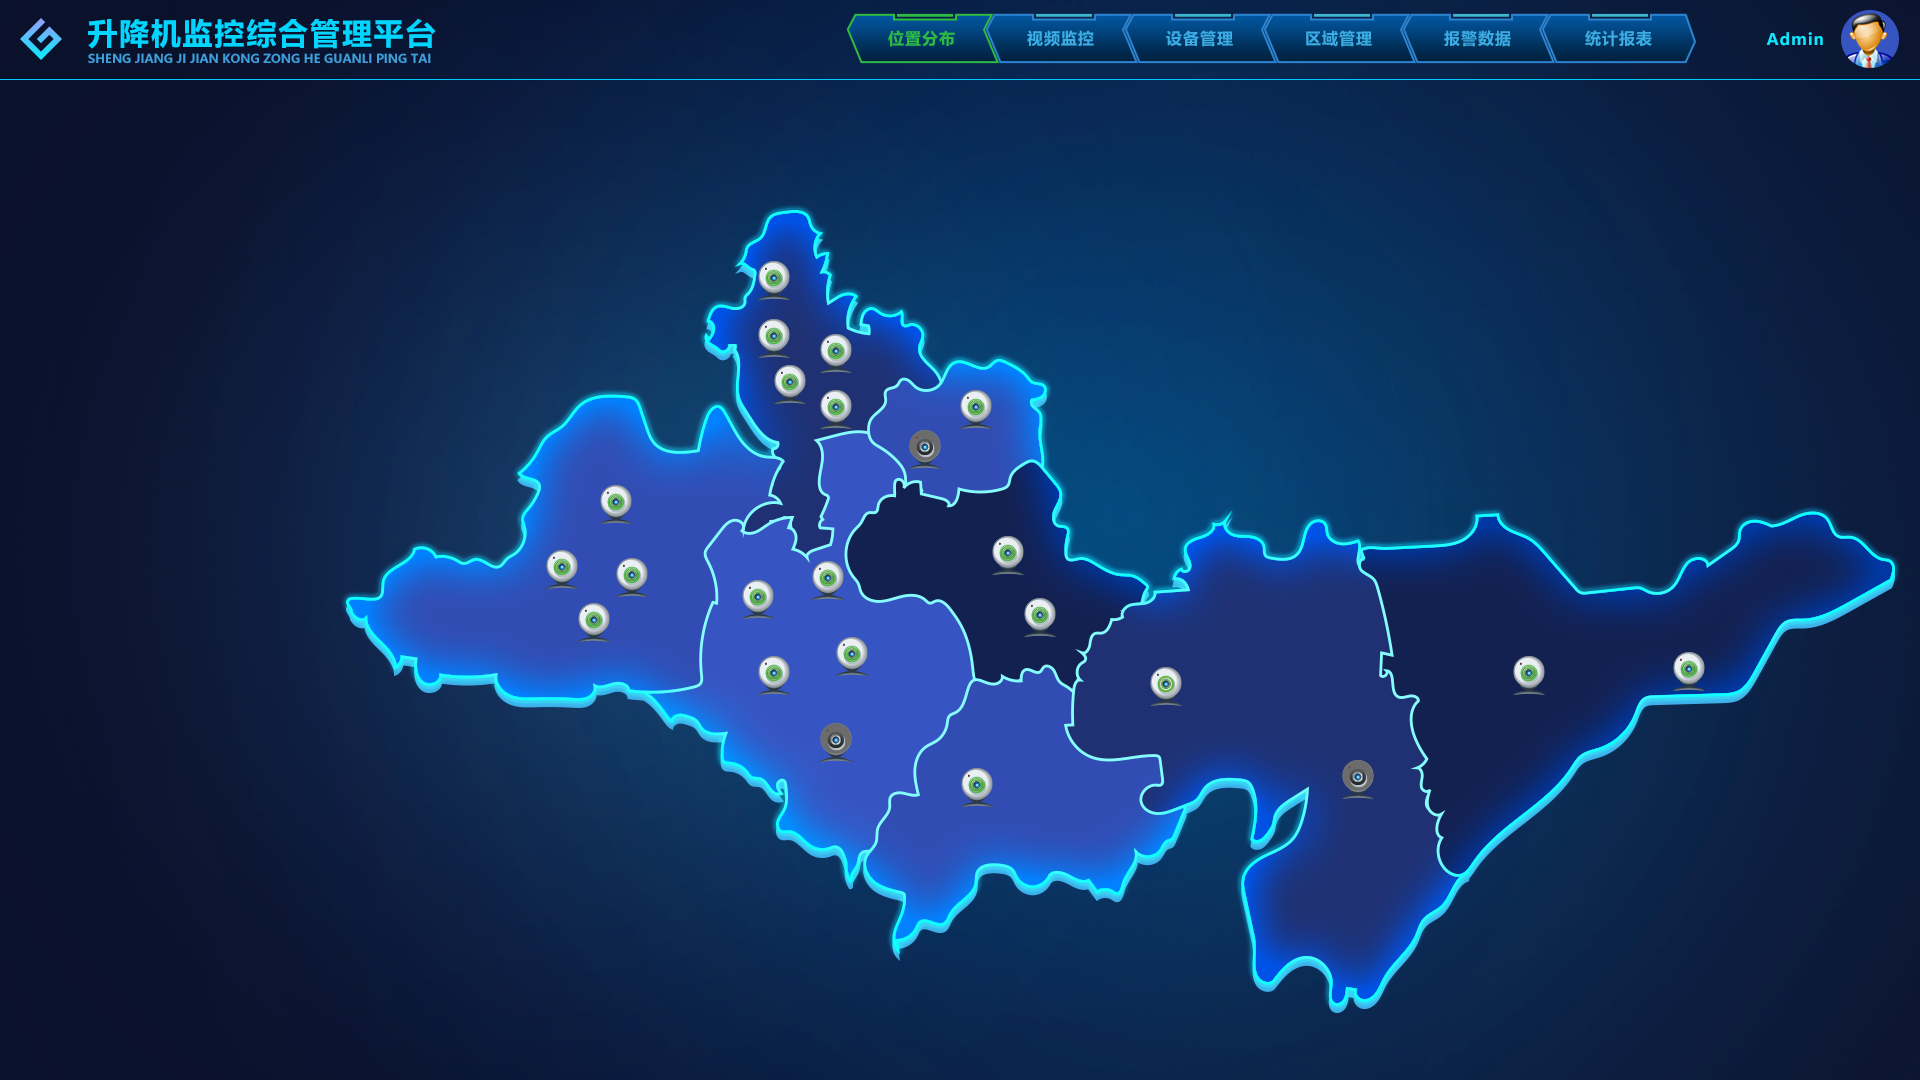 升降机监控综合管理平台
SHENG JIANG JI JIAN KONG ZONG HE GUANLI PING TAI
位置分布
视频监控
设备管理
区域管理
报警数据
统计报表
Admin